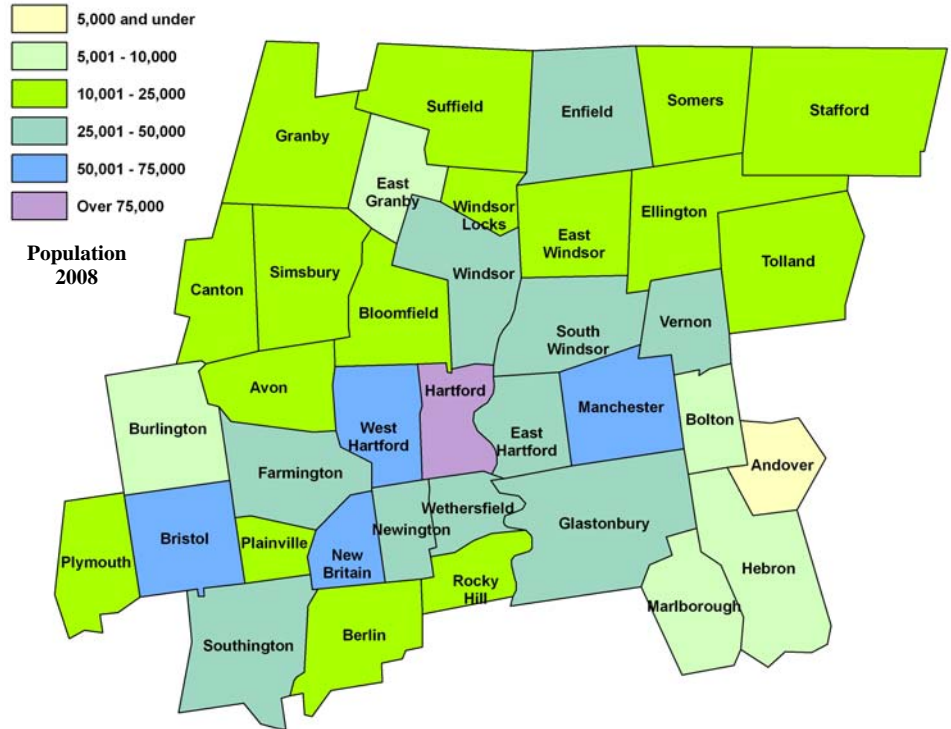 5,000 and under
5,001 - 10,000
10,001 - 25,000
25,001 - 50,000
50,001 - 75,000
Over 75,000
Population
2008
Granby
Suffield
Enfield
Somers
Stafford
East
Granby
Windsor
Locks
East
Windsor
Ellington
Tolland
Canton
Simsbury
Bloomfield
Windsor
South
Windsor
Vernon
Avon
West
Hartford
Hartford
East
Hartford
Manchester
Bolton
Andover
Burlington
Farmington
Newington
Wethersfield
Glastonbury
Hebron
Plymouth
Bristol
Plainville
New
Britain
Rocky
Hill
Marlborough
Southington
Berlin